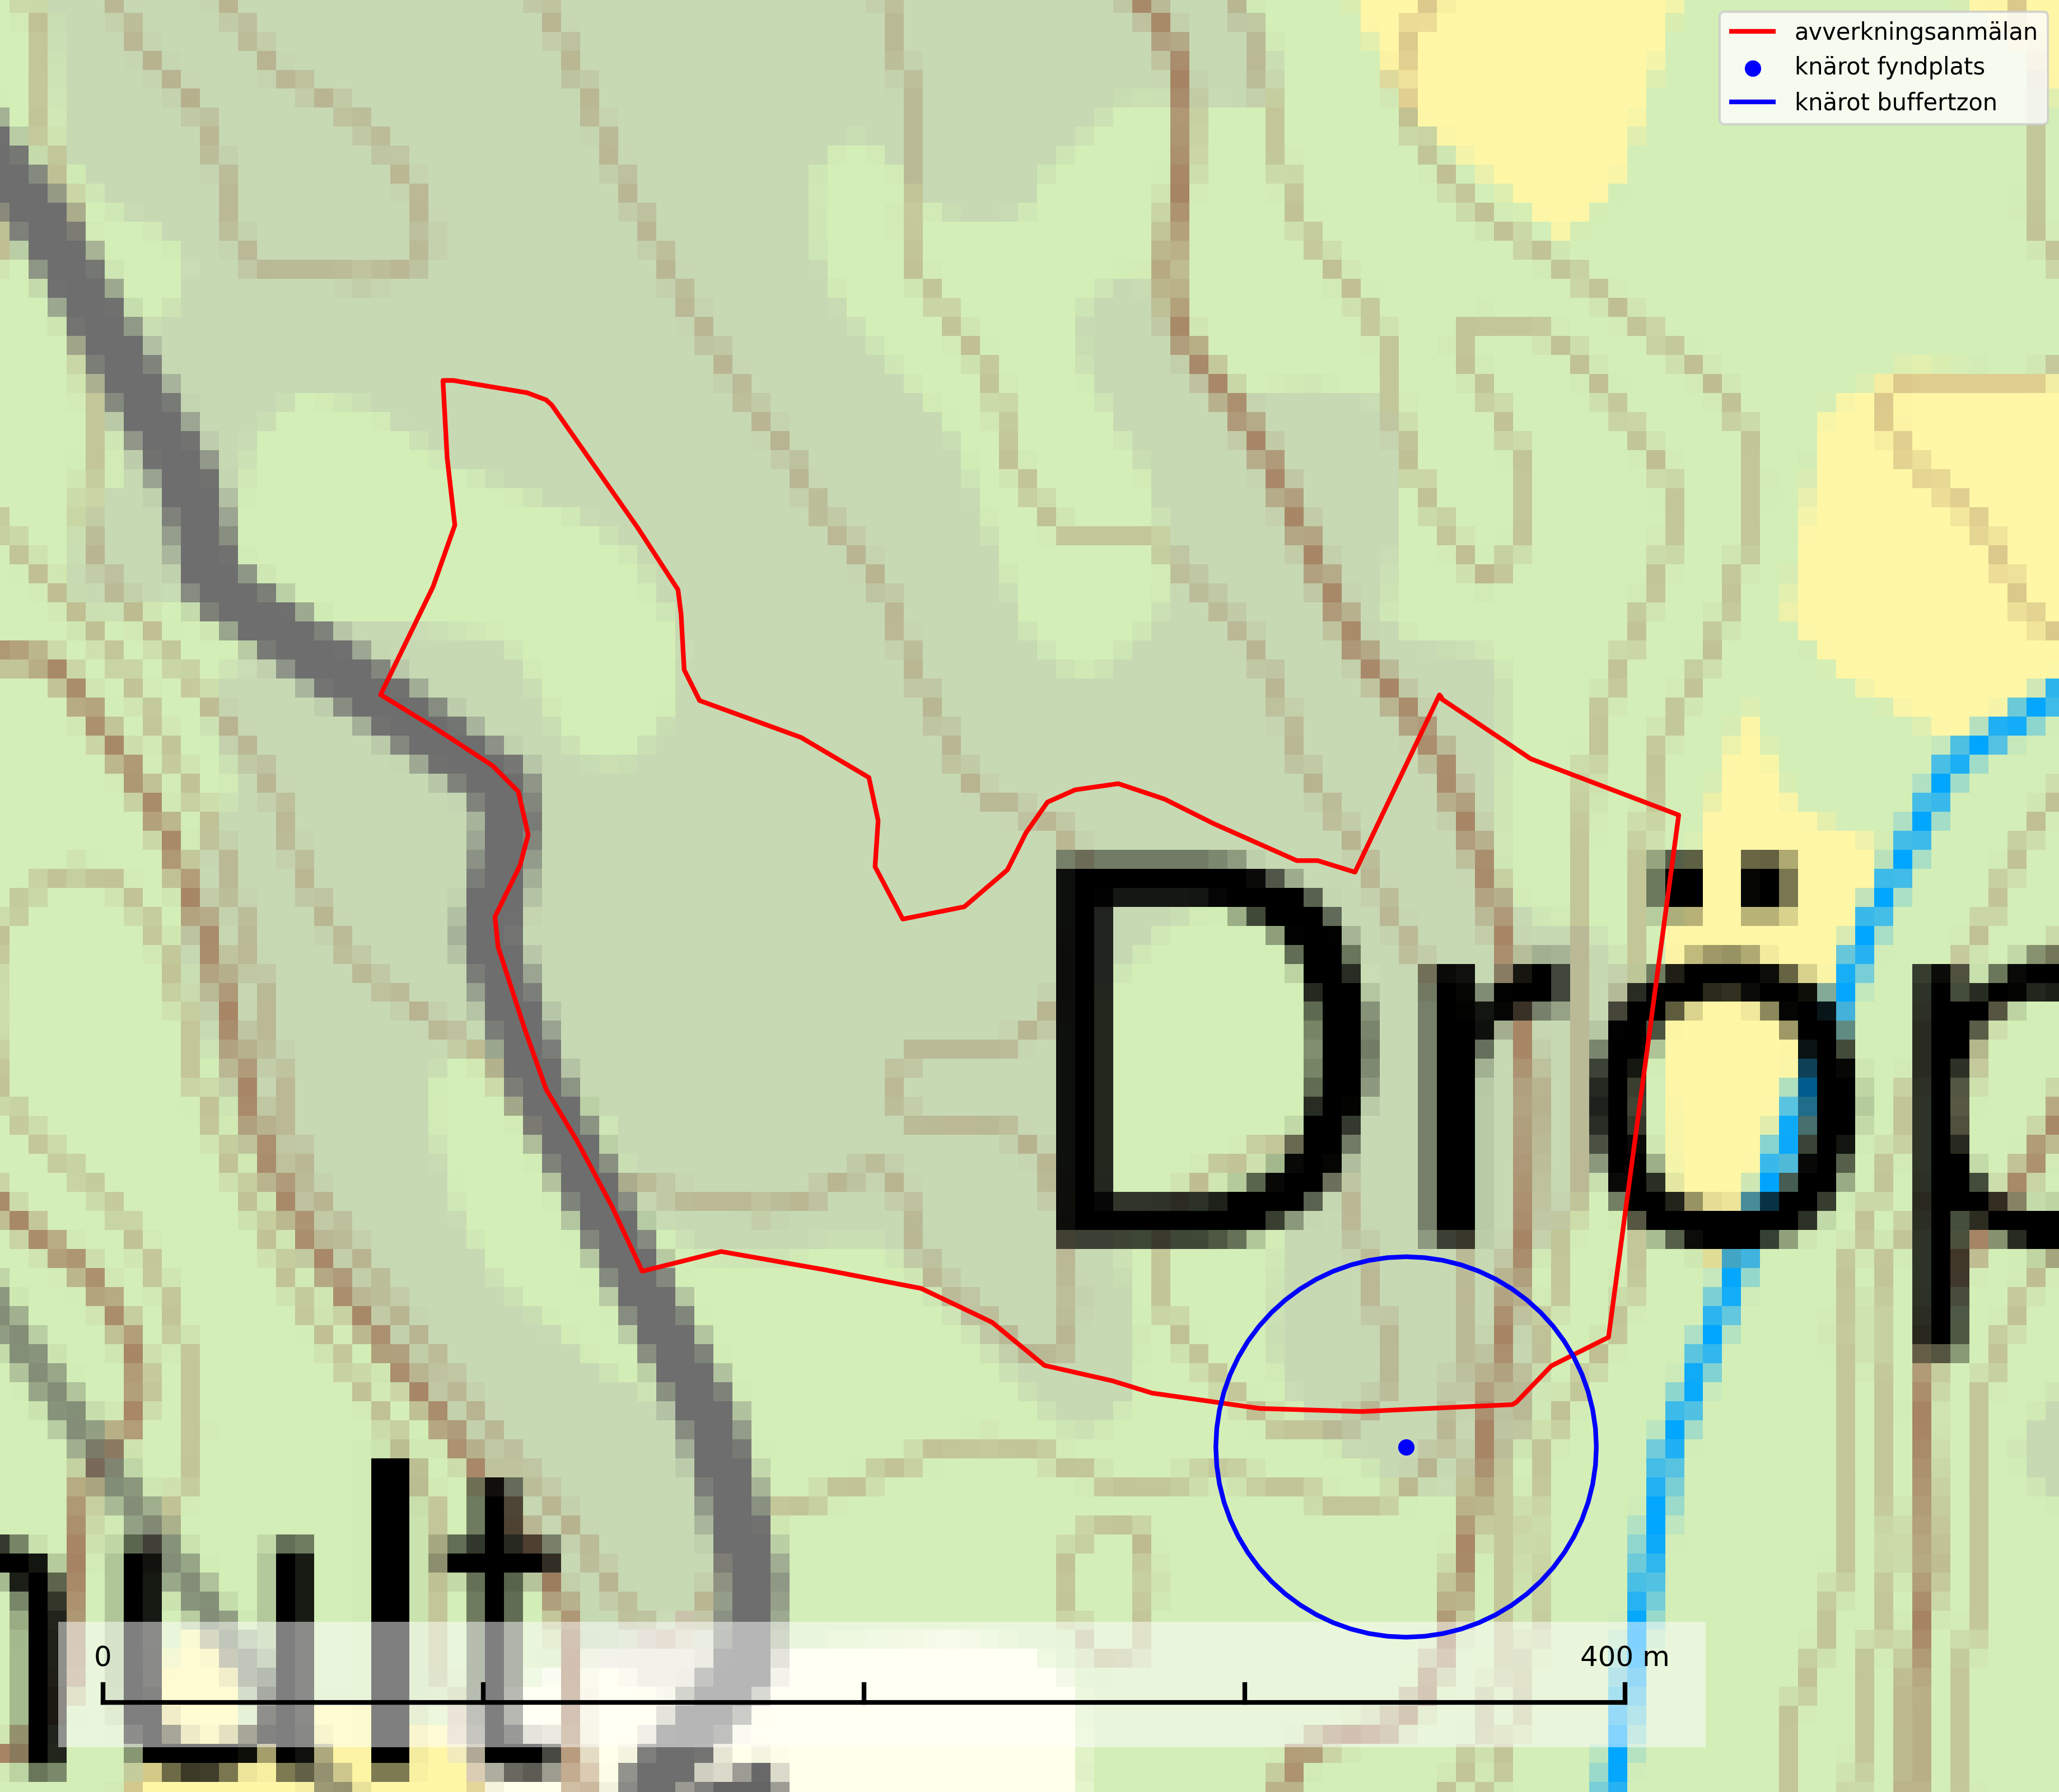 avverkningsanmälan
knärot fyndplats
knärot buffertzon
0
400 m